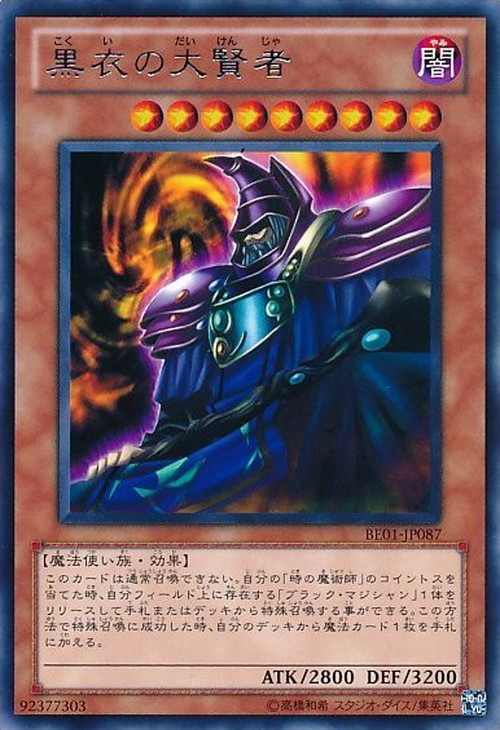 黒衣の大賢者
こく い だい けん じゃ
闇
やみ
BE01-JP087
【魔法使い族・効果】
このカードは通常召喚できない。自分の「時の魔術師」のコイントスを
当てた時、自分フィールド上に存在する「ブラック・マジシャン」1体を
リリースして手札またはデッキから特殊召喚する事ができる。この方
法で特殊召喚に成功した時、自分のデッキから魔法カード1枚を手札
に加える。
ATK/2800 DEF/3200
92377303
©高橋和希 スタジオ・ダイス/集英社